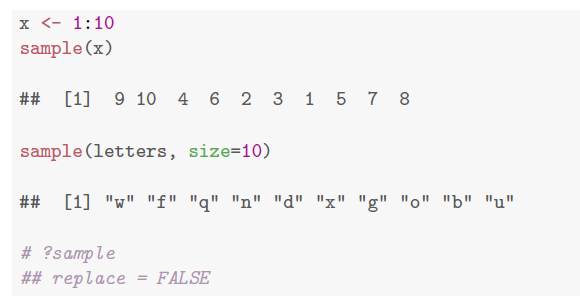 x <- 1:10
sample(x)
##  [1]  9 10  4  6  2  3  1  5  7  8
sample(letters, size=10)
##  [1] "w" "f" "q" "n" "d" "x" "g" "o" "b" "u"
# ?sample
## replace = FALSE